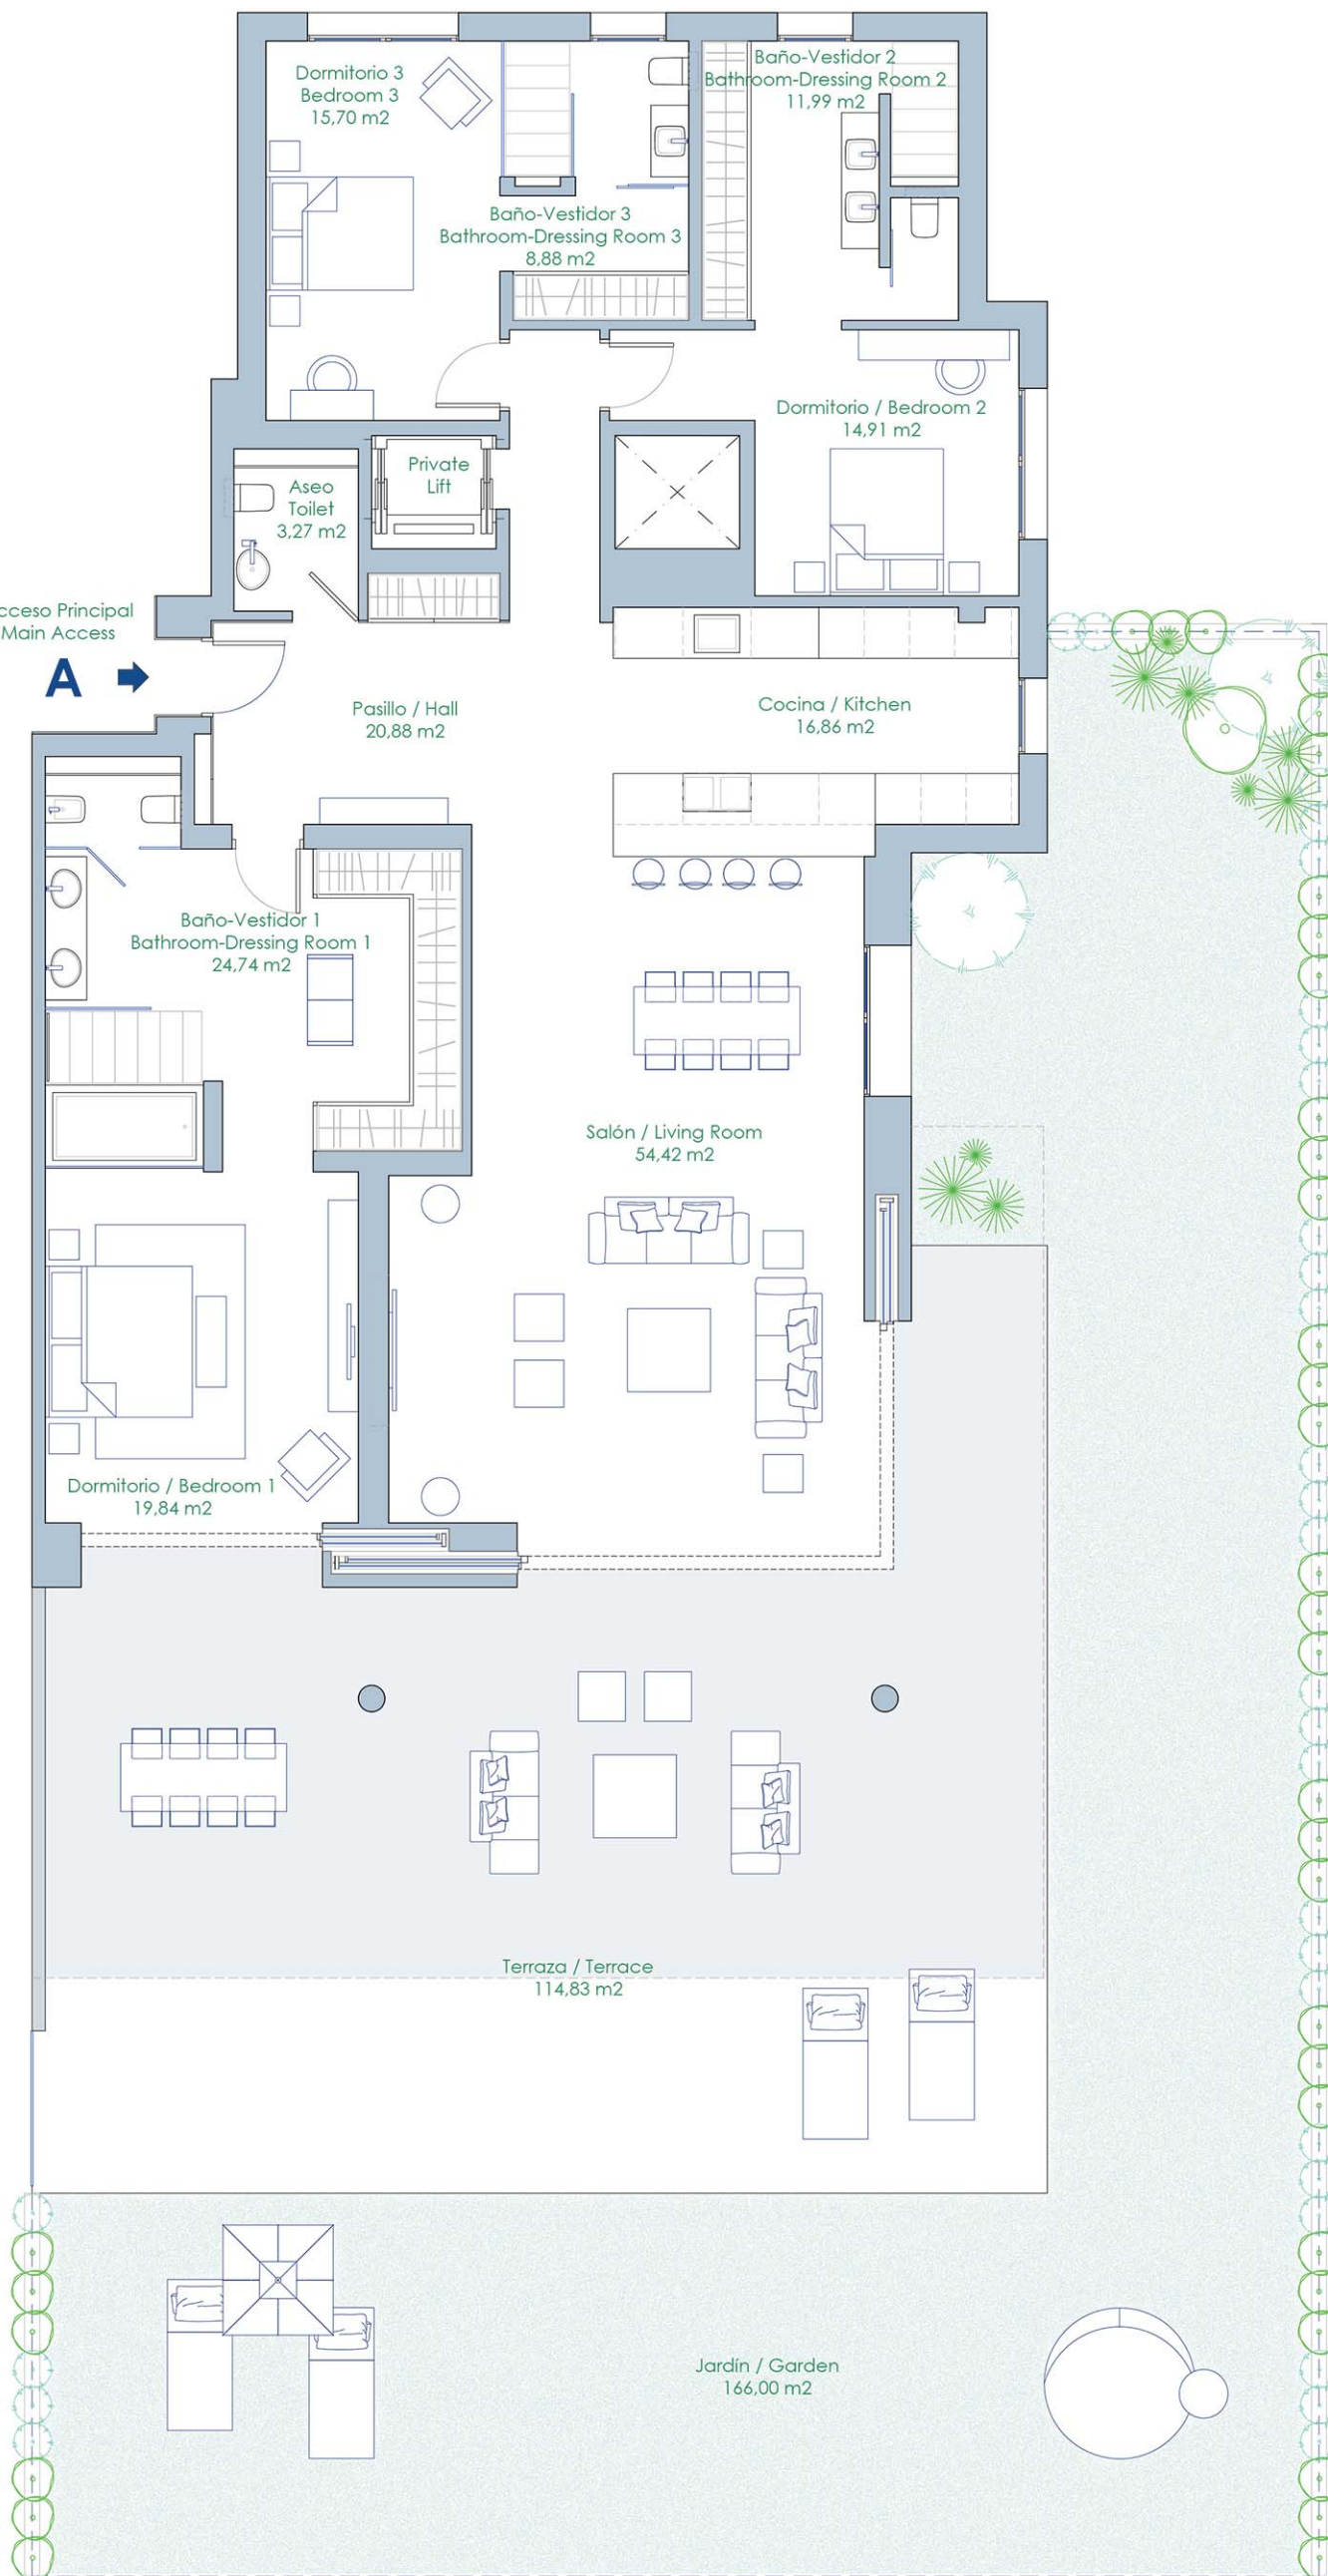 Dormitorio 3
Bedroom 3
15,70 m2
Baño-Vestidor 2
Bathroom-Dressing Room 2
11,99 m2
Baño-Vestidor 3
Bathroom-Dressing Room 3
8,88 m2
Dormitorio / Bedroom 2
14,91 m2
Private
Lift
Aseo
Toilet
3,27 m2
cceso Principal
Main Access
A
Pasillo / Hall
20,88 m2
Cocina / Kitchen
16,86 m2
Baño-Vestidor 1
Bathroom-Dressing Room 1
24,74 m2
Salón / Living Room
54,42 m2
Dormitorio / Bedroom 1
19,84 m2
Terraza / Terrace
114,83 m2
Jardín / Garden
166,00 m2